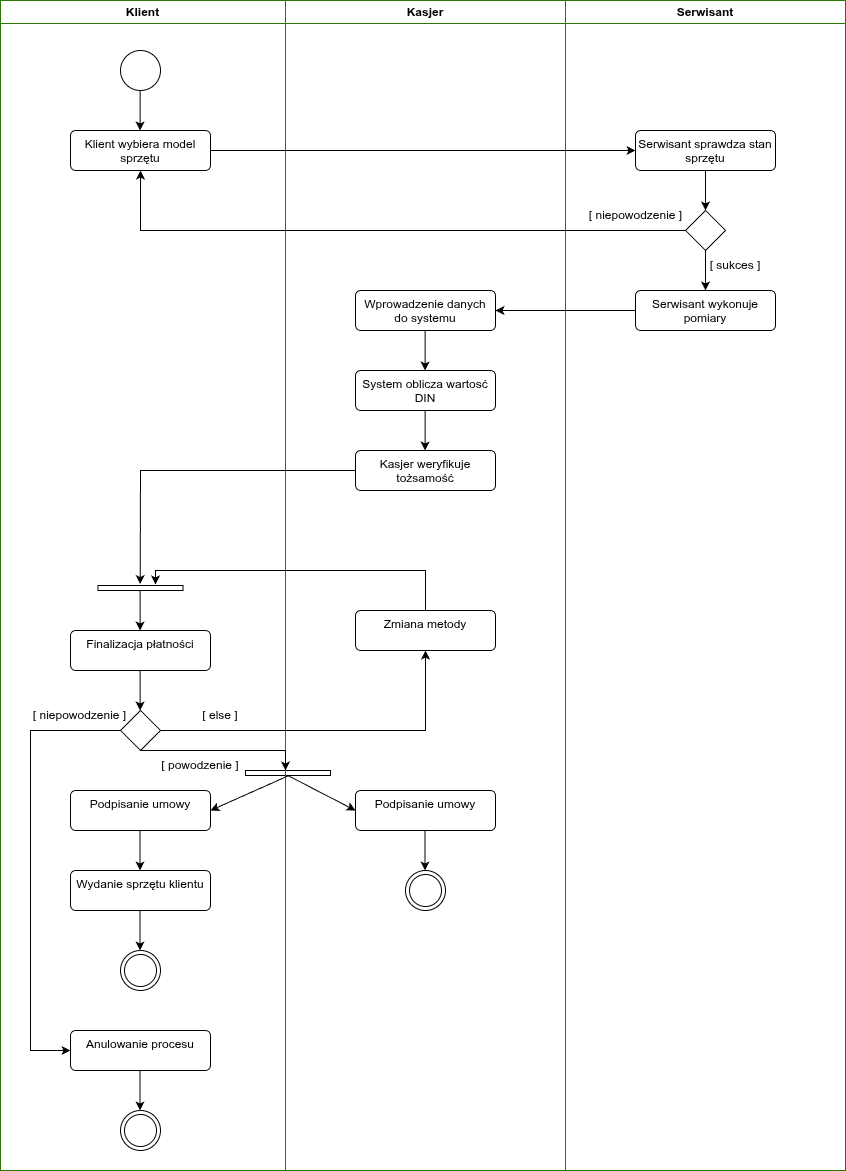 Klient
Kasjer
Serwisant
Klient wybiera model
sprzętu
Serwisant sprawdza stan
sprzętu
[ niepowodzenie ]
[ sukces ]
Wprowadzenie danych
do systemu
Serwisant wykonuje
pomiary
System oblicza wartość
DIN
Kasjer weryfikuje
tożsamość
Finalizacja płatności
Zmiana metody
[ niepowodzenie ]
[ else ]
[ powodzenie ]
Podpisanie umowy
Podpisanie umowy
Wydanie sprzętu klientu
Anulowanie procesu